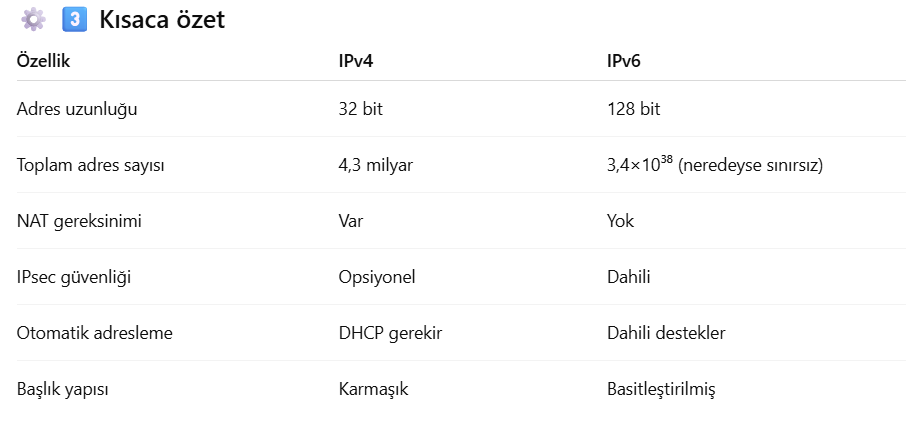 ⚙️ 3️⃣ Kısaca özet
Özellik IPv4 IPv6
Adres uzunluğu 32 bit 128 bit
Toplam adres sayısı 4,3 milyar 3,4×10³⁸ (neredeyse sınırsız)
NAT gereksinimi Var Yok
IPsec güvenliği Opsiyonel Dahili
Otomatik adresleme DHCP gerekir Dahili destekler
Başlık yapısı Karmaşık Basitleştirilmiş